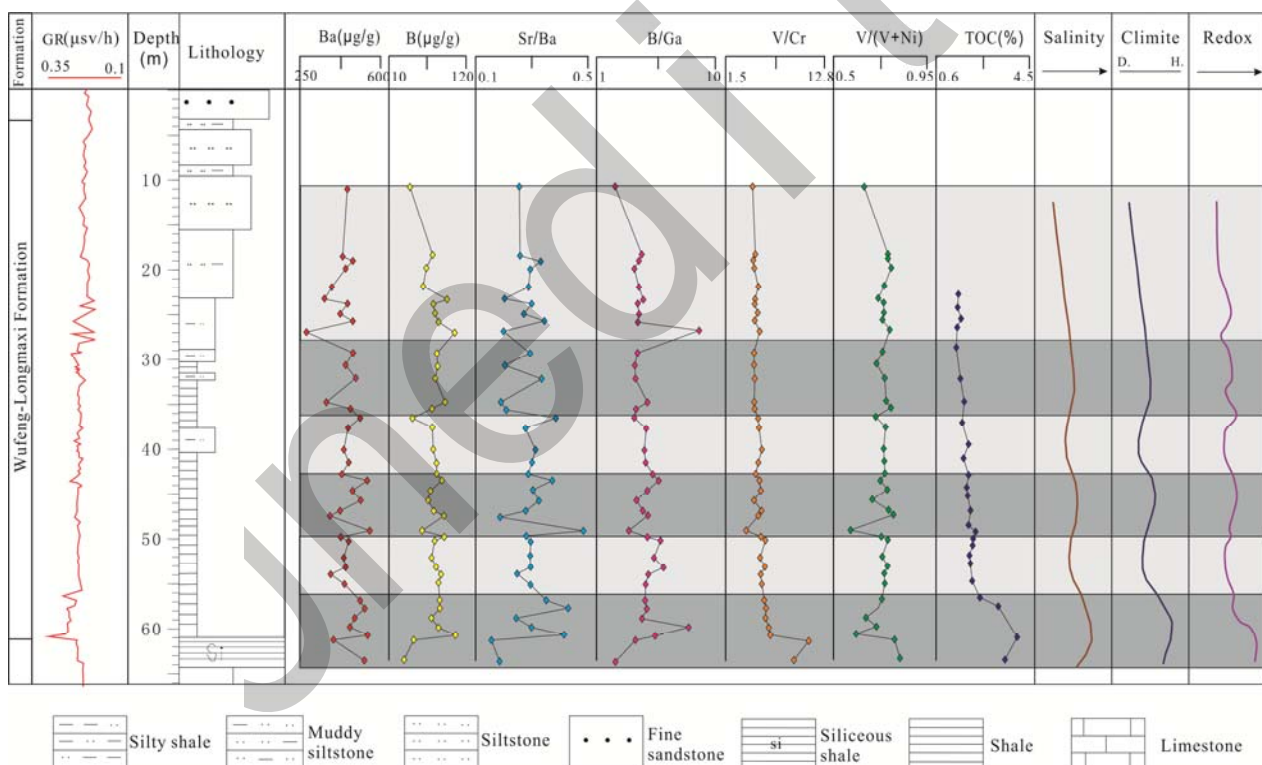 Formation
GR(μsv/h)
0.35 0.1
Depth
(m)
Lithology
Ba(μg/g)
250 600
B(μg/g)
10 120
Sr/Ba
0.1 0.5
B/Ga
1 10
V/Cr
1.5 12.8
V/(V+Ni)
0.5 0.95
TOC(%)
0.6 4.5
Salinity
Climite
D. H.
Redox
Wufeng-Longmaxi Formation
10
20
30
40
50
60
Si
Silty shale
Muddy
siltstone
Siltstone
Fine
sandstone
si
Siliceous
shale
Shale
Limestone